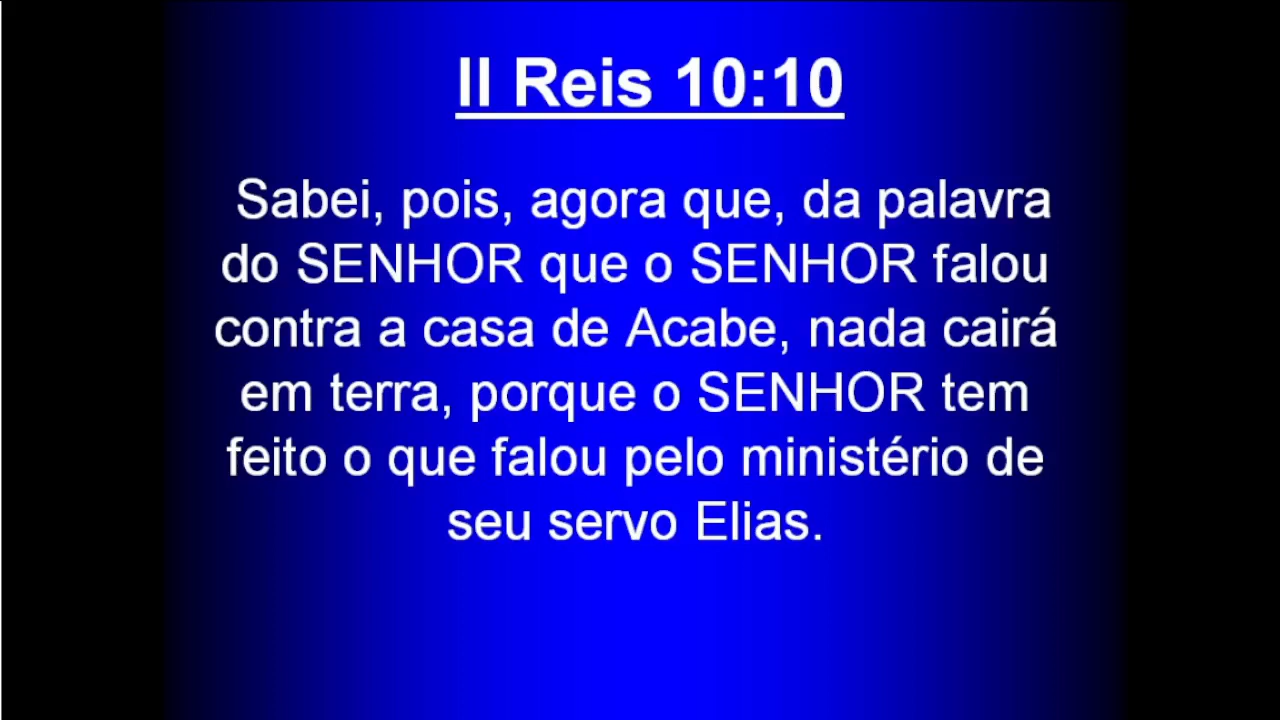 II Reis 10:10
Sabei, pois, agora que, da palavra
do SENHOR que o SENHOR falou
contra a casa de Acabe, nada cairá
em terra, porque o SENHOR tem
feito o que falou pelo ministério de
seu servo Elias.